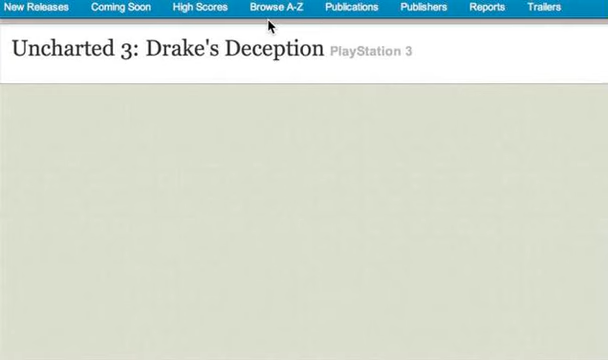 New Releases Coming Soon High Scores Browse A-Z Publications Publishers Reports Trailers
Uncharted 3: Drake's Deception PlayStation 3